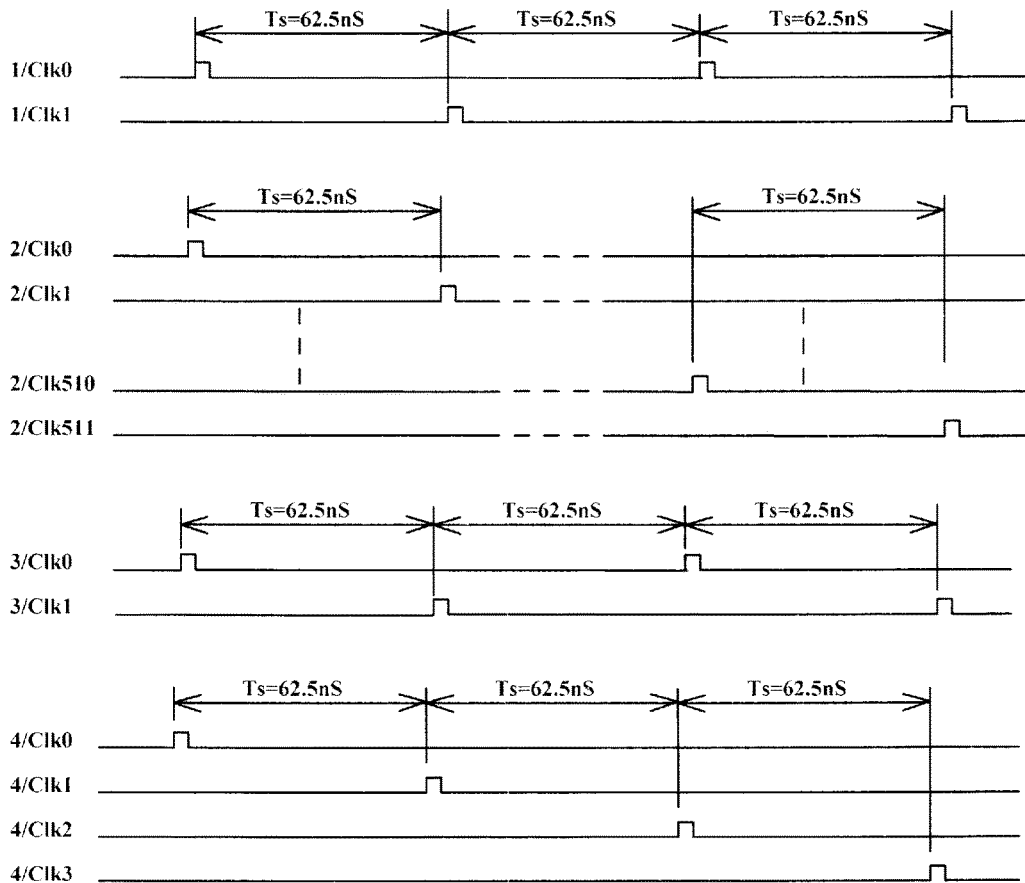 Ts=62.5nS Ts=62.5nS Ts=62.5nS
1/Clk0
1/Clk1
Ts=62.5nS Ts=62.5nS
2/Clk0
2/Clk1
2/Clk510
2/Clk511
Ts=62.5nS Ts=62.5nS Ts=62.5nS
3/Clk0
3/Clk1
Ts=62.5nS Ts=62.5nS Ts=62.5nS
4/Clk0
4/Clk1
4/Clk2
4/Clk3